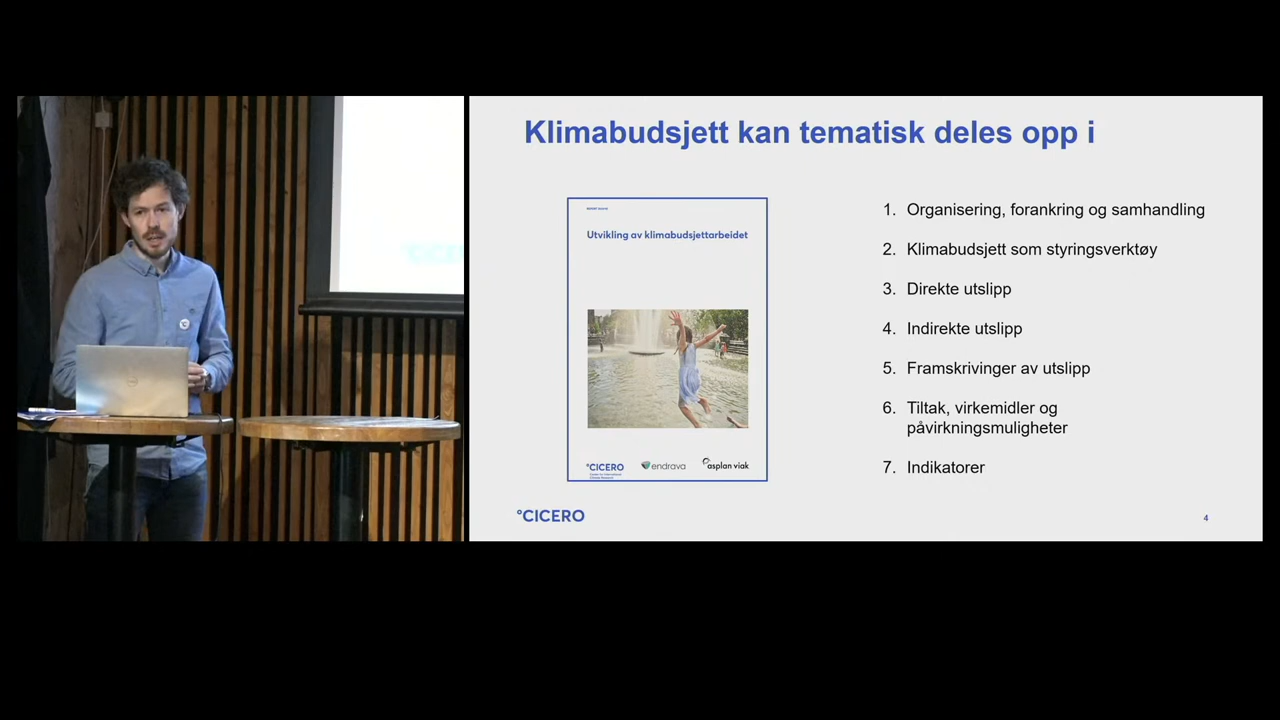 Klimabudsjett kan tematisk deles opp i
Utvikling av klimabudsjettarbeidet
°CICERO
endrava
asplan viak
1. Organisering, forankring og samhandling
2. Klimabudsjett som styringsverktøy
3. Direkte utslipp
4. Indirekte utslipp
5. Framskrivinger av utslipp
6. Tiltak, virkemidler og
påvirkningsmuligheter
7. Indikatorer
°CICERO
4